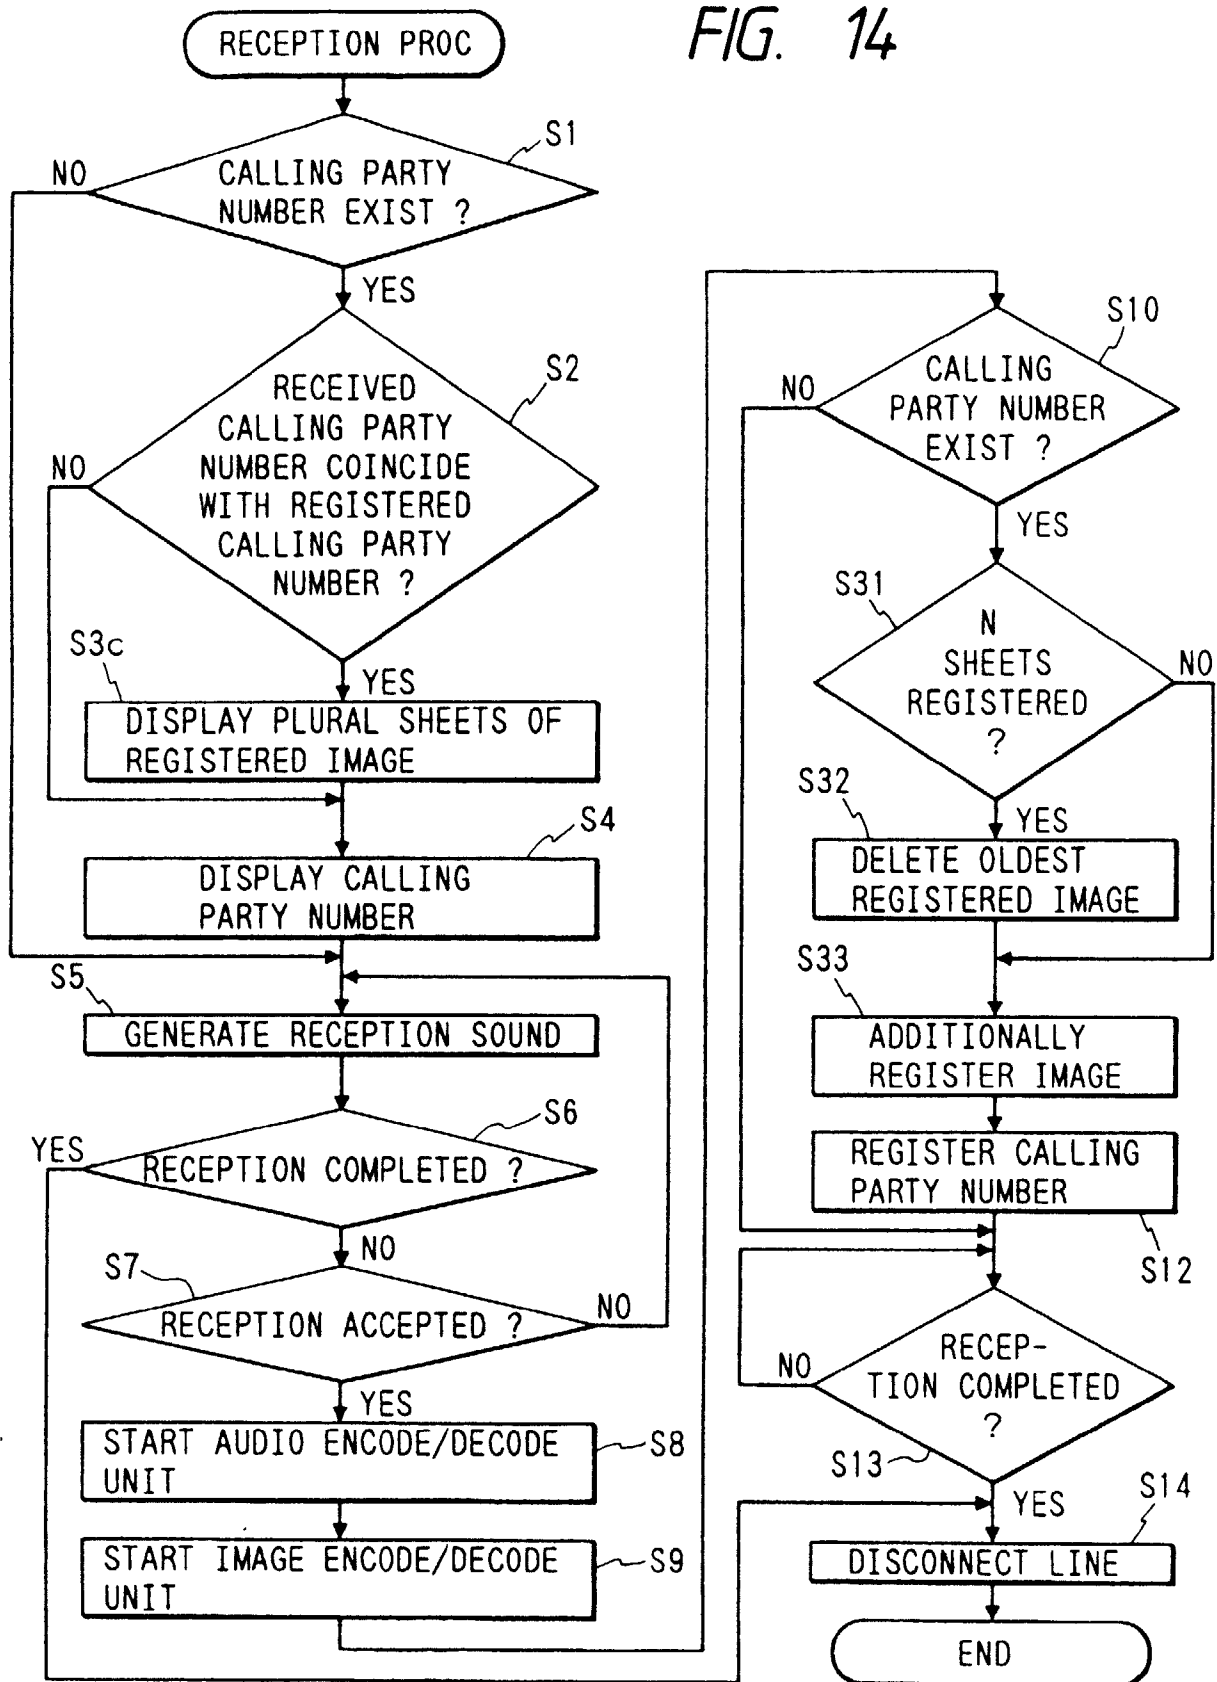 FIG. 14
RECEPTION PROC
S1
NO
CALLING PARTY
NUMBER EXIST ?
YES
S2
NO
RECEIVED
CALLING PARTY
NUMBER COINCIDE
WITH REGISTERED
CALLING PARTY
NUMBER ?
S3c
YES
DISPLAY PLURAL SHEETS OF
REGISTERED IMAGE
S4
DISPLAY CALLING
PARTY NUMBER
S5
GENERATE RECEPTION SOUND
S6
YES
RECEPTION COMPLETED ?
NO
S7
NO
RECEPTION ACCEPTED ?
YES
START AUDIO ENCODE/DECODE
UNIT
S8
START IMAGE ENCODE/DECODE
UNIT
S9
S10
NO
CALLING
PARTY NUMBER
EXIST ?
YES
S31
N
SHEETS
REGISTERED
?
NO
S32
YES
DELETE OLDEST
REGISTERED IMAGE
S33
ADDITIONALLY
REGISTER IMAGE
REGISTER CALLING
PARTY NUMBER
S12
NO
RECEP-
TION COMPLETED
?
S13
YES
S14
DISCONNECT LINE
END